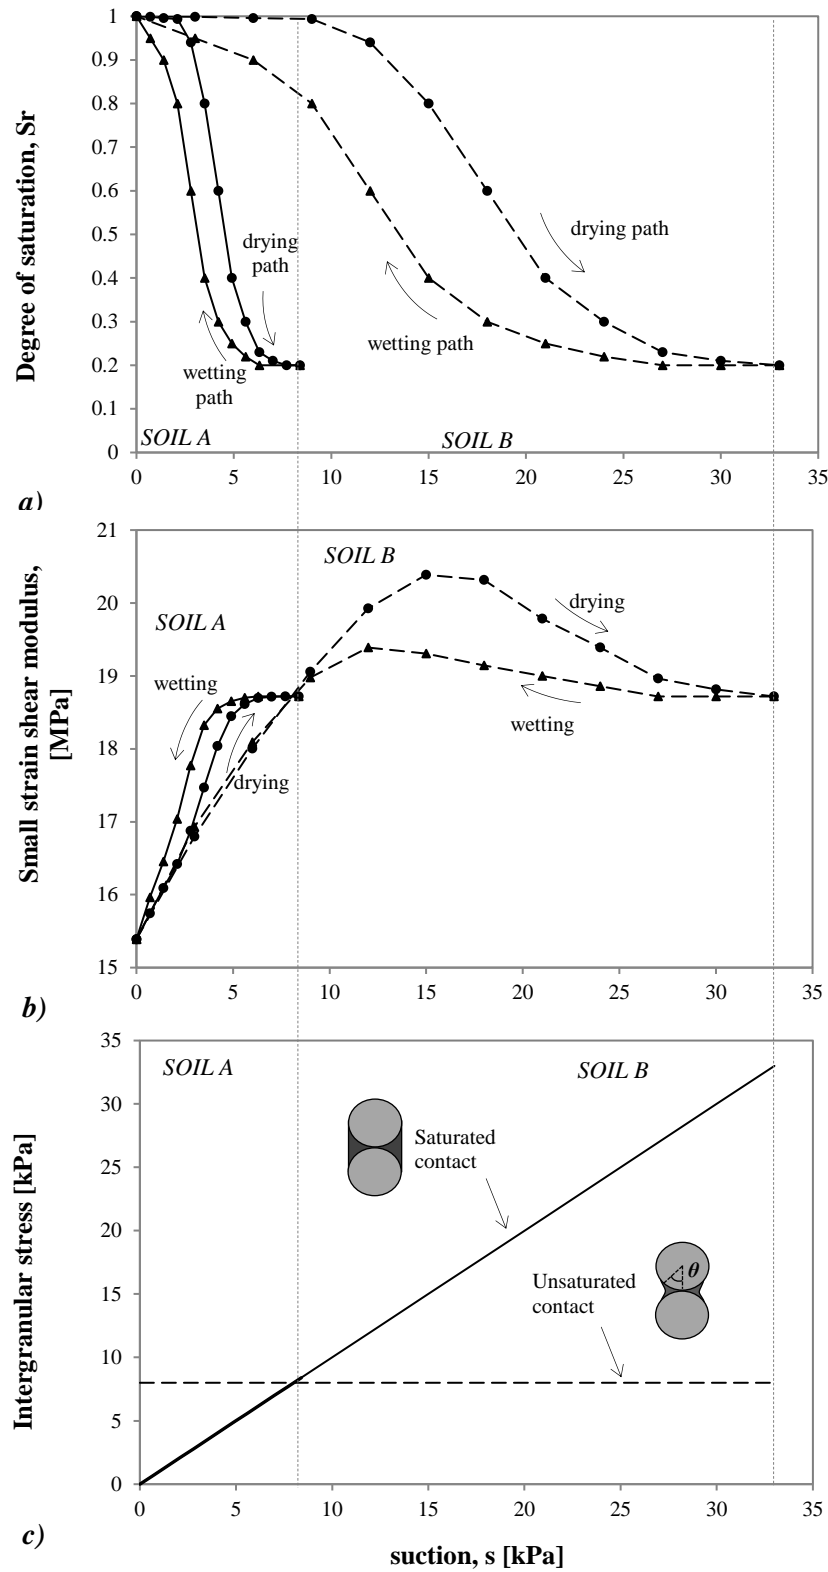 Degree of saturation, Sr
1
0.9
0.8
0.7
0.6
0.5
0.4
0.3
0.2
0.1
0
drying
path
drying path
wetting path
wetting
path
SOIL A
SOIL B
0
5
10
15
20
25
30
35
a)
Small strain shear modulus,
[MPa]
21
20
19
18
17
16
15
SOIL B
SOIL A
drying
wetting
wetting
drying
0
5
10
15
20
25
30
35
b)
Intergranular stress [kPa]
35
30
25
20
15
10
5
0
SOIL A
SOIL B
Saturated
contact
θ
Unsaturated
contact
0
5
10
15
20
25
30
35
c)
suction, s [kPa]